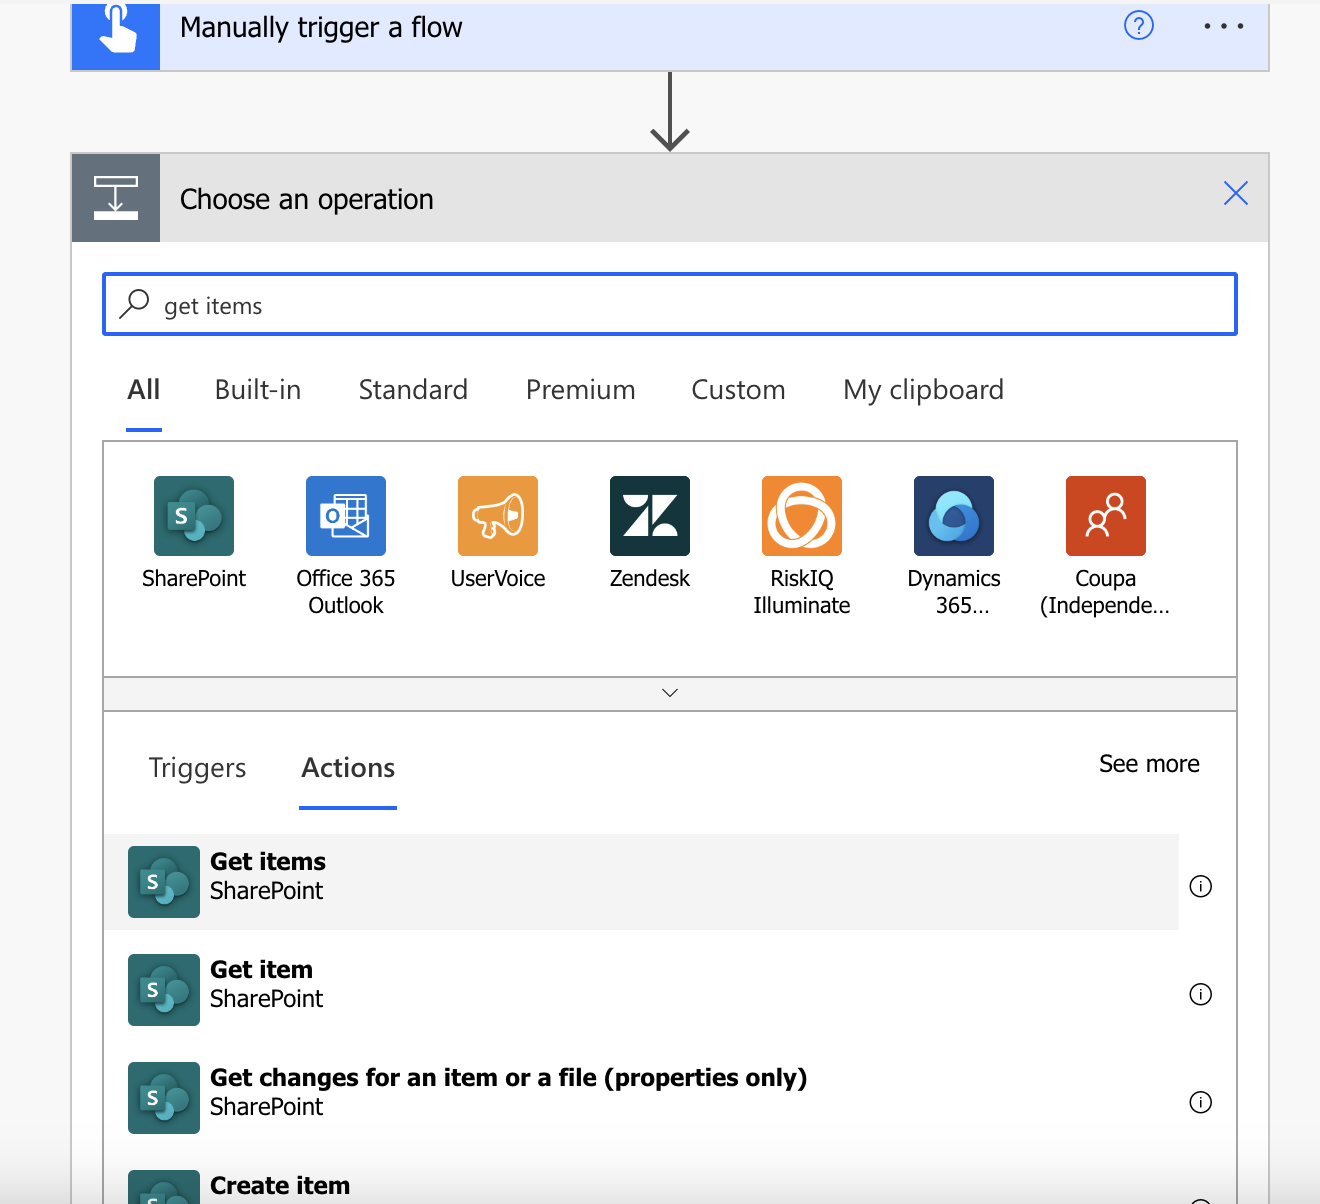 Manually trigger a flow
Choose an operation
get items
All Built-in Standard Premium Custom My clipboard
SharePoint
Office 365
Outlook
UserVoice
Zendesk
RiskIQ
Illuminate
Dynamics
365...
Coupa
(Independe...
Triggers Actions See more
Get items
SharePoint
Get item
SharePoint
Get changes for an item or a file (properties only)
SharePoint
Create item